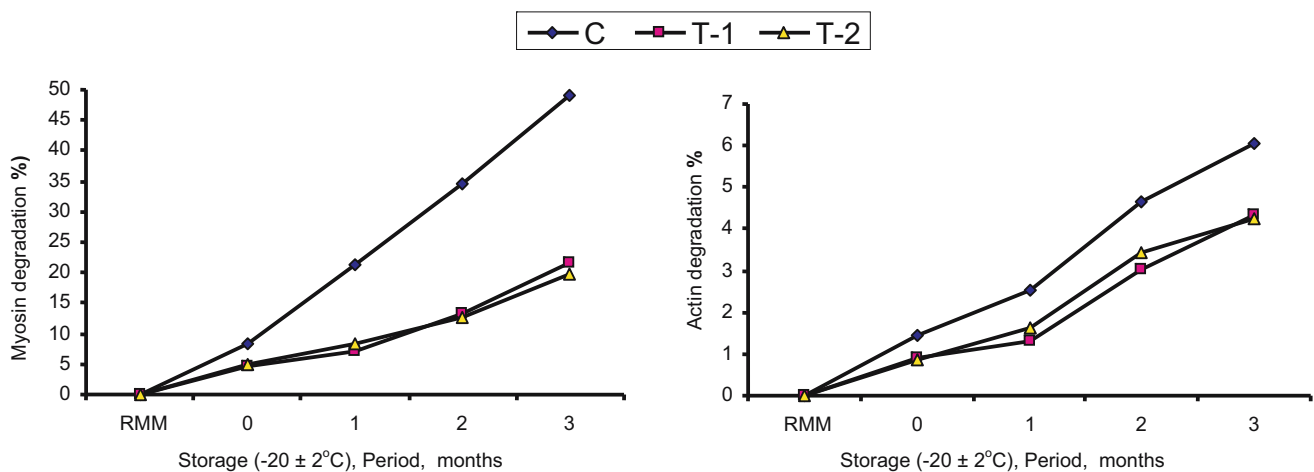 C T-1 T-2
Myosin degradation %)
50
45
40
35
30
25
20
15
10
5
0
RMM 0 1 2 3
Storage (-20 ± 2°C), Period, months
Actin degradation %
7
6
5
4
3
2
1
0
RMM 0 1 2 3
Storage (-20 ± 2°C), Period, months